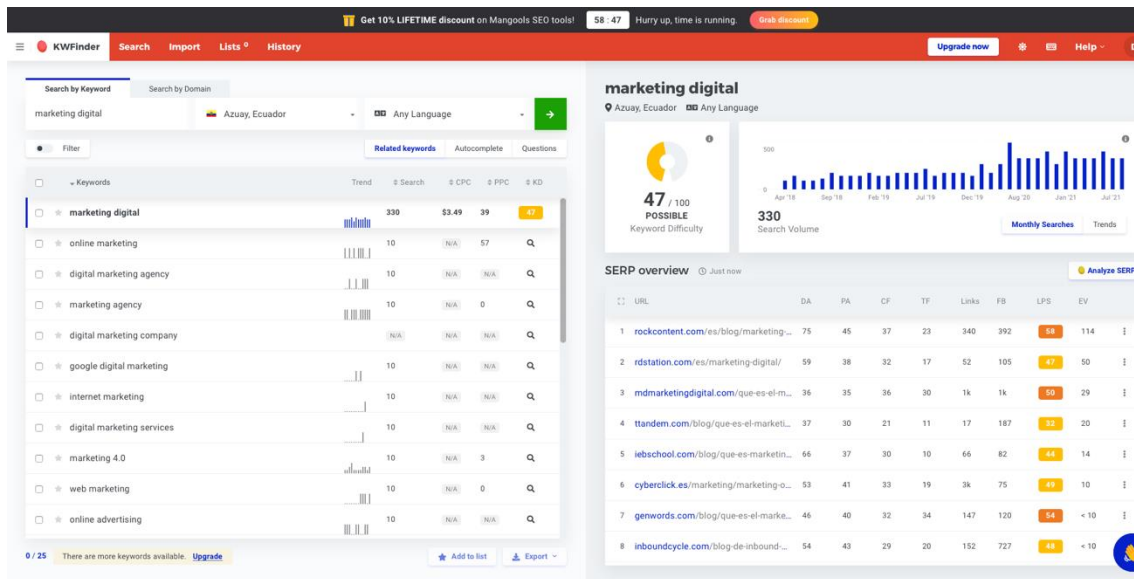 Get 10% LIFETIME discount on Mangools SEO tools! 58 : 47 Hurry up, time is running. Grab discount
KWFinder Search Import Lists 0 History Upgrade now Help
Search by Keyword Search by Domain
marketing digital Azuay, Ecuador Any Language
Filter Related keywords Autocomplete Questions
Keywords Trend Search CPC PPC KD
marketing digital 330 $3.49 39 47
online marketing 10 N/A 57
digital marketing agency 10 N/A N/A
marketing agency 10 N/A 0
digital marketing company N/A N/A N/A
google digital marketing 10 N/A N/A
internet marketing 10 N/A N/A
digital marketing services 10 N/A N/A
marketing 4.0 10 N/A 3
web marketing 10 N/A 0
online advertising 10 N/A N/A
0 / 25 There are more keywords available. Upgrade Add to list Export
marketing digital
Azuay, Ecuador Any Language
47 / 100
POSSIBLE
Keyword Difficulty
500
0
Apr '18 Sep '18 Feb '19 Jul '19 Dec '19 Aug '20 Jan '21 Jul '21
330
Search Volume
Monthly Searches Trends
SERP overview Just now Analyze SERP
URL DA PA CF TF Links FB LPS EV
1 rockcontent.com/es/blog/marketing-... 75 45 37 23 340 392 58 114
2 rdstation.com/es/marketing-digital/ 59 38 32 17 52 105 47 50
3 mdmarketingdigital.com/que-es-el-m... 36 35 36 30 1k 1k 50 29
4 ttandem.com/blog/que-es-el-marketi... 37 30 21 11 17 187 32 20
5 iebschool.com/blog/que-es-marketin... 66 37 30 10 66 82 44 14
6 cyberclick.es/marketing/marketing-o... 53 41 33 19 3k 75 49 10
7 genwords.com/blog/que-es-el-marke... 46 40 32 34 147 120 54 < 10
8 inboundcycle.com/blog-de-inbound-... 54 43 29 20 152 727 48 < 10